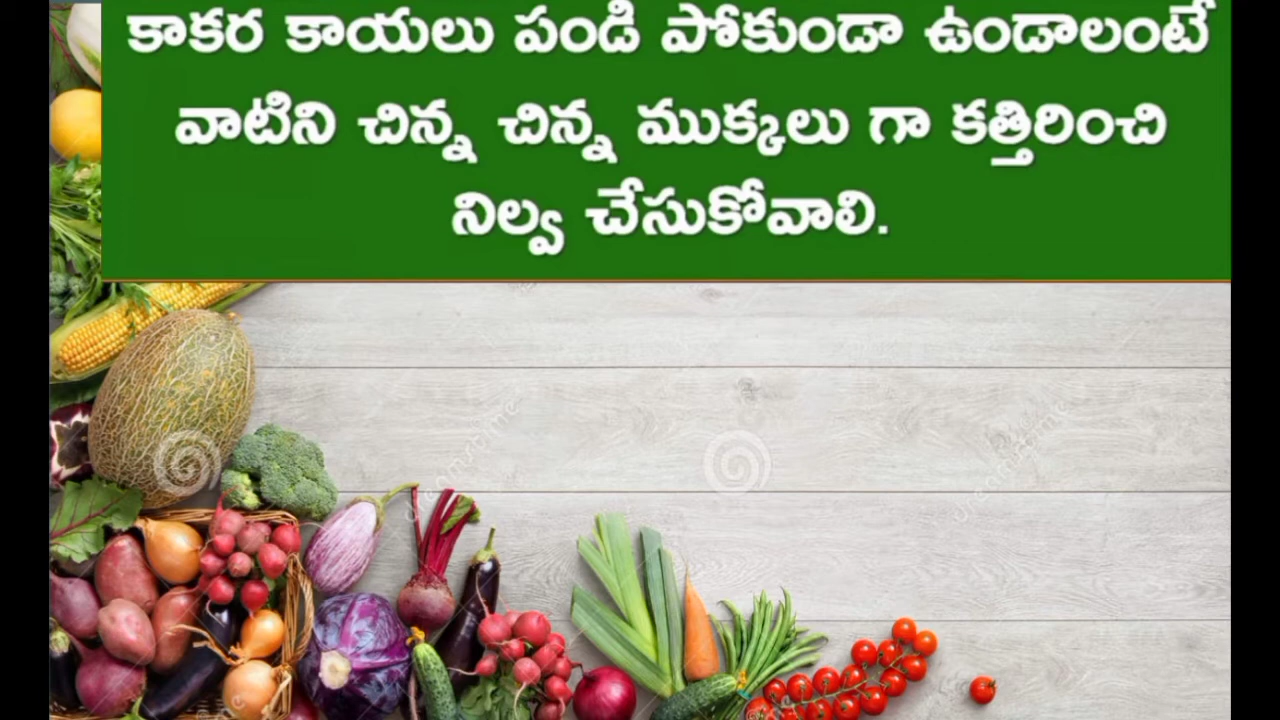 కాకర కాయలు పండి పోకుండా ఉండాలంటే
వాటిని చిన్న చిన్న ముక్కలు గా కత్తిరించి
నిల్వ చేసుకోవాలి.